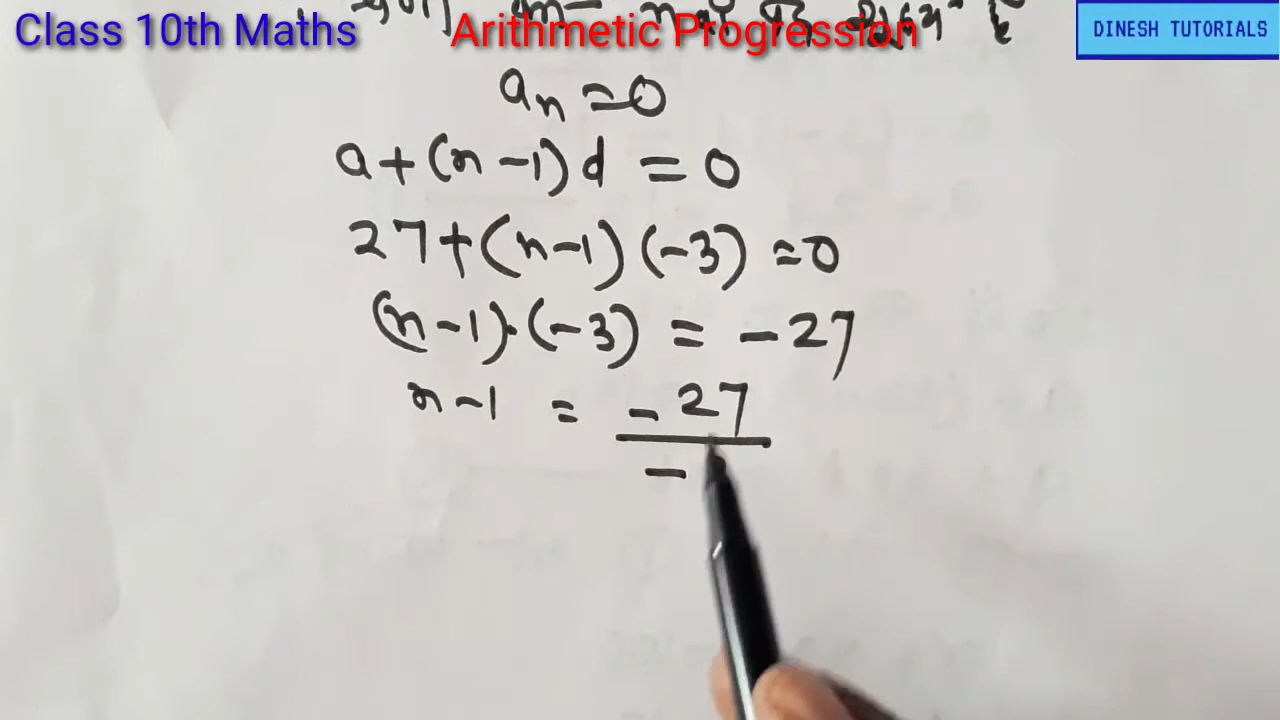 Class 10th Maths Arithmetic Progression DINESH TUTORIALS
aₙ = 0
a + (n - 1) d = 0
27 + (n - 1) (-3) = 0
(n - 1) · (-3) = - 27
n - 1 = - 27
-